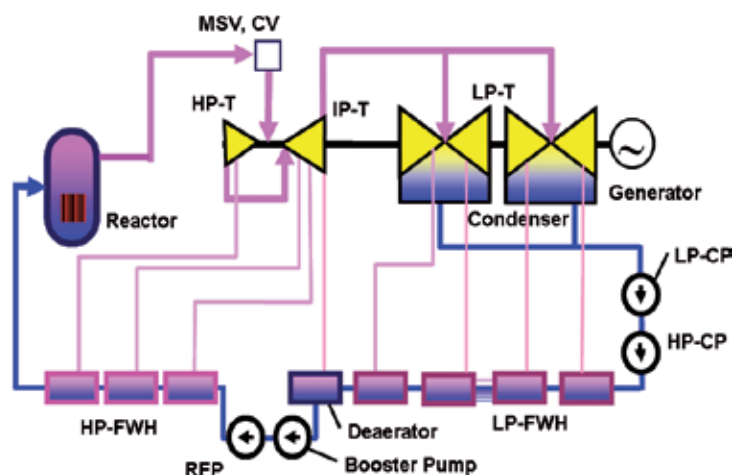 MSV, CV
HP-T
IP-T
LP-T
Reactor
Condenser
Generator
LP-CP
HP-CP
HP-FWH
Deaerator
LP-FWH
RFP
Booster Pump